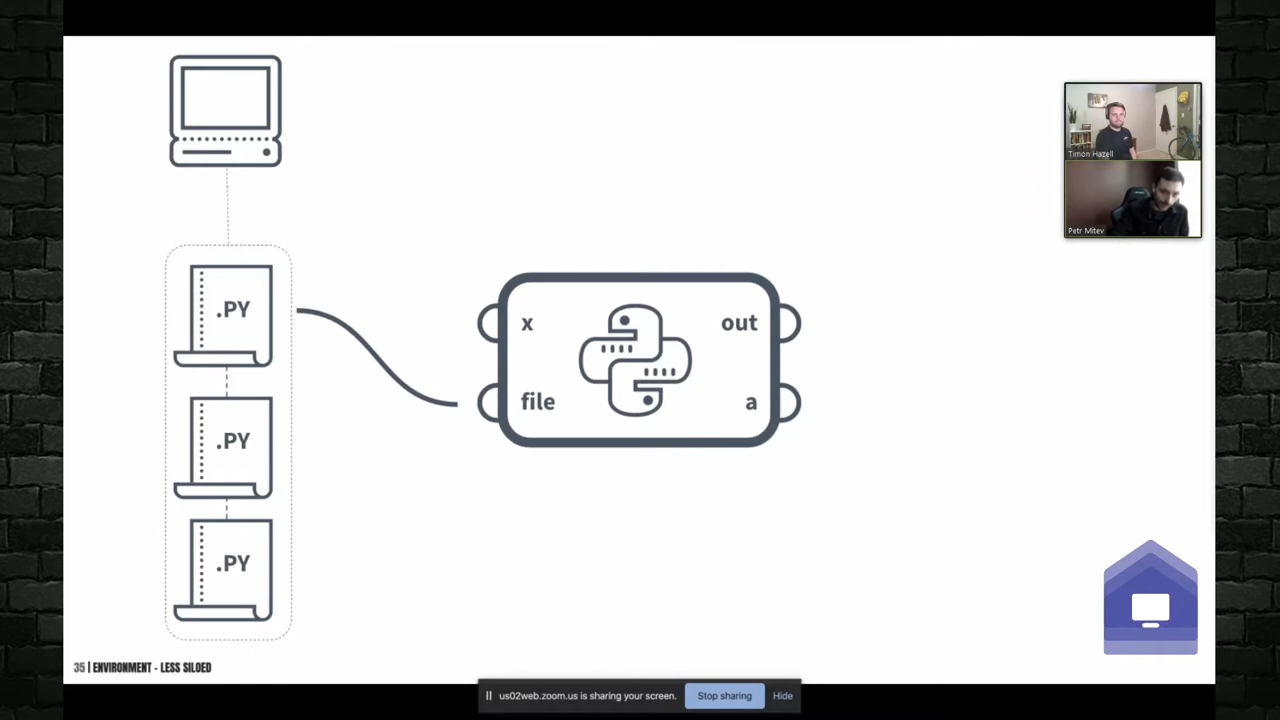 Timon Hazell
Petr Mitev
.PY
.PY
.PY
x
out
file
a
35 | ENVIRONMENT - LESS SILOED
us02web.zoom.us is sharing your screen.
Stop sharing
Hide